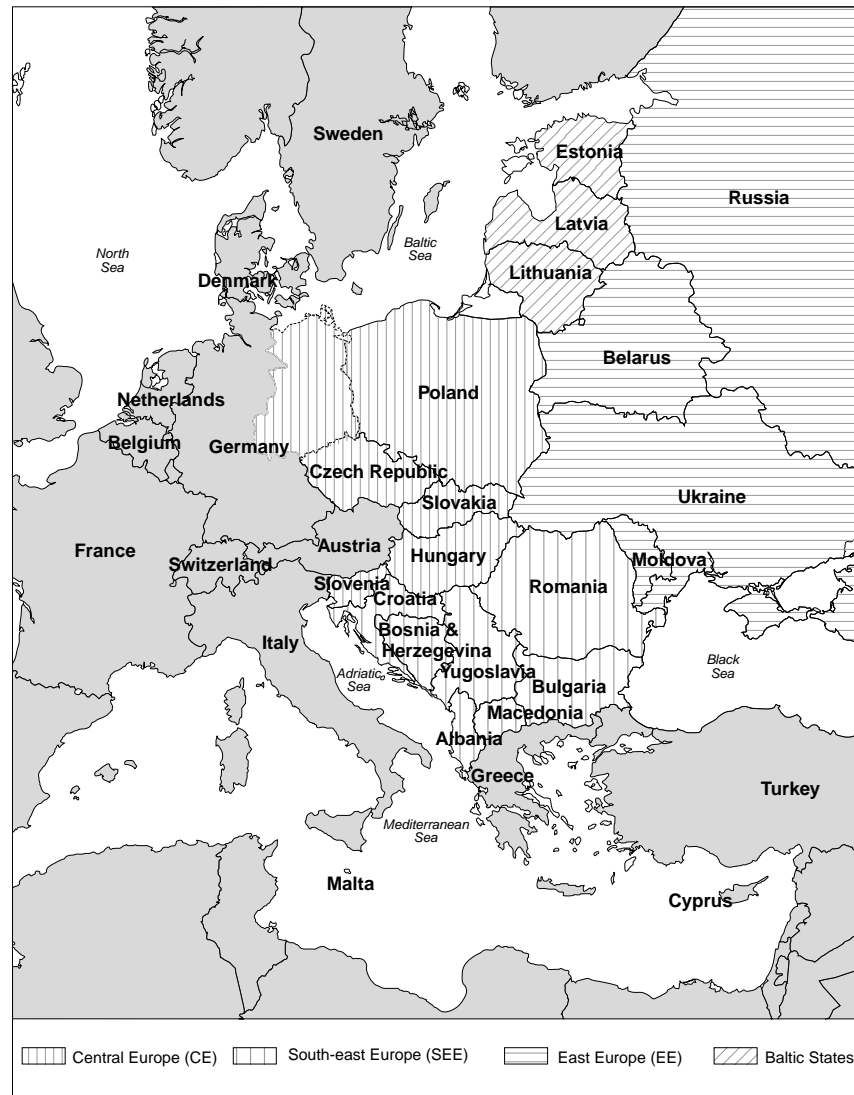 Sweden
Estonia
Russia
Latvia
North
Sea
Baltic
Sea
Lithuania
Denmark
Belarus
Poland
Netherlands
Belgium
Germany
Czech Republic
Slovakia
Ukraine
France
Austria
Hungary
Switzerland
Moldova
Slovenia
Romania
Croatia
Bosnia &
Herzegevina
Italy
Adriatic
Sea
Yugoslavia
Black
Sea
Bulgaria
Macedonia
Albania
Greece
Turkey
Mediterranean
Sea
Malta
Cyprus
Central Europe (CE)
South-east Europe (SEE)
East Europe (EE)
Baltic States